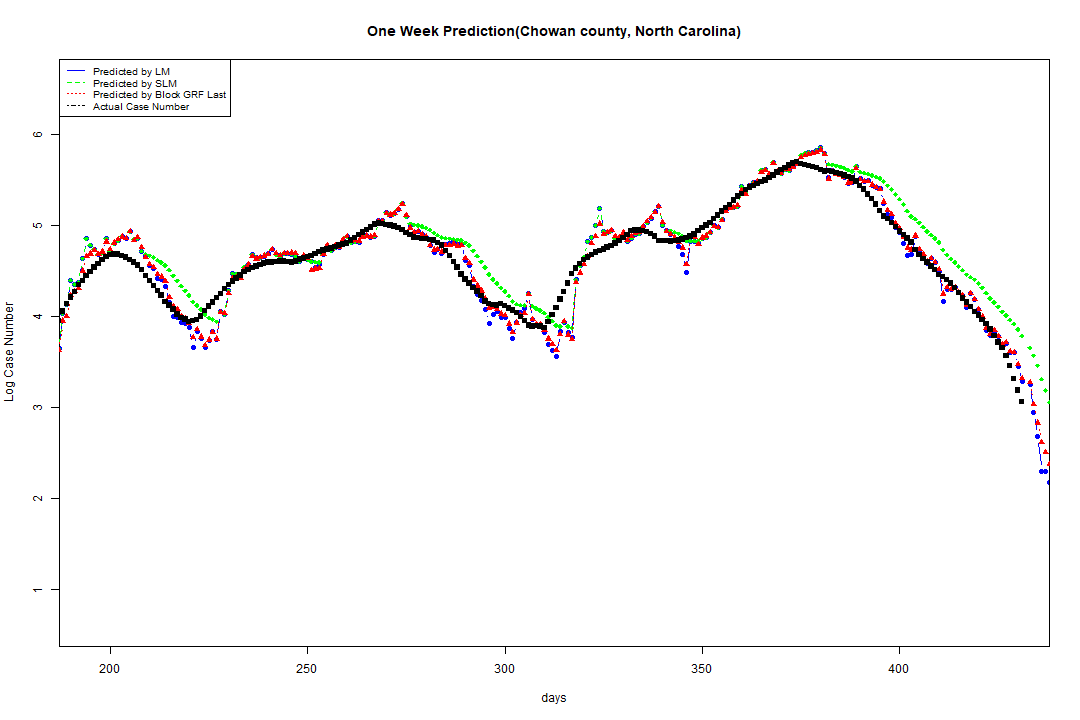 One Week Prediction(Chowan county, North Carolina)
Predicted by LM
Predicted by SLM
Predicted by Block GRF Last
Actual Case Number
6
5
4
3
2
1
Log Case Number
200 250 300 350 400
days